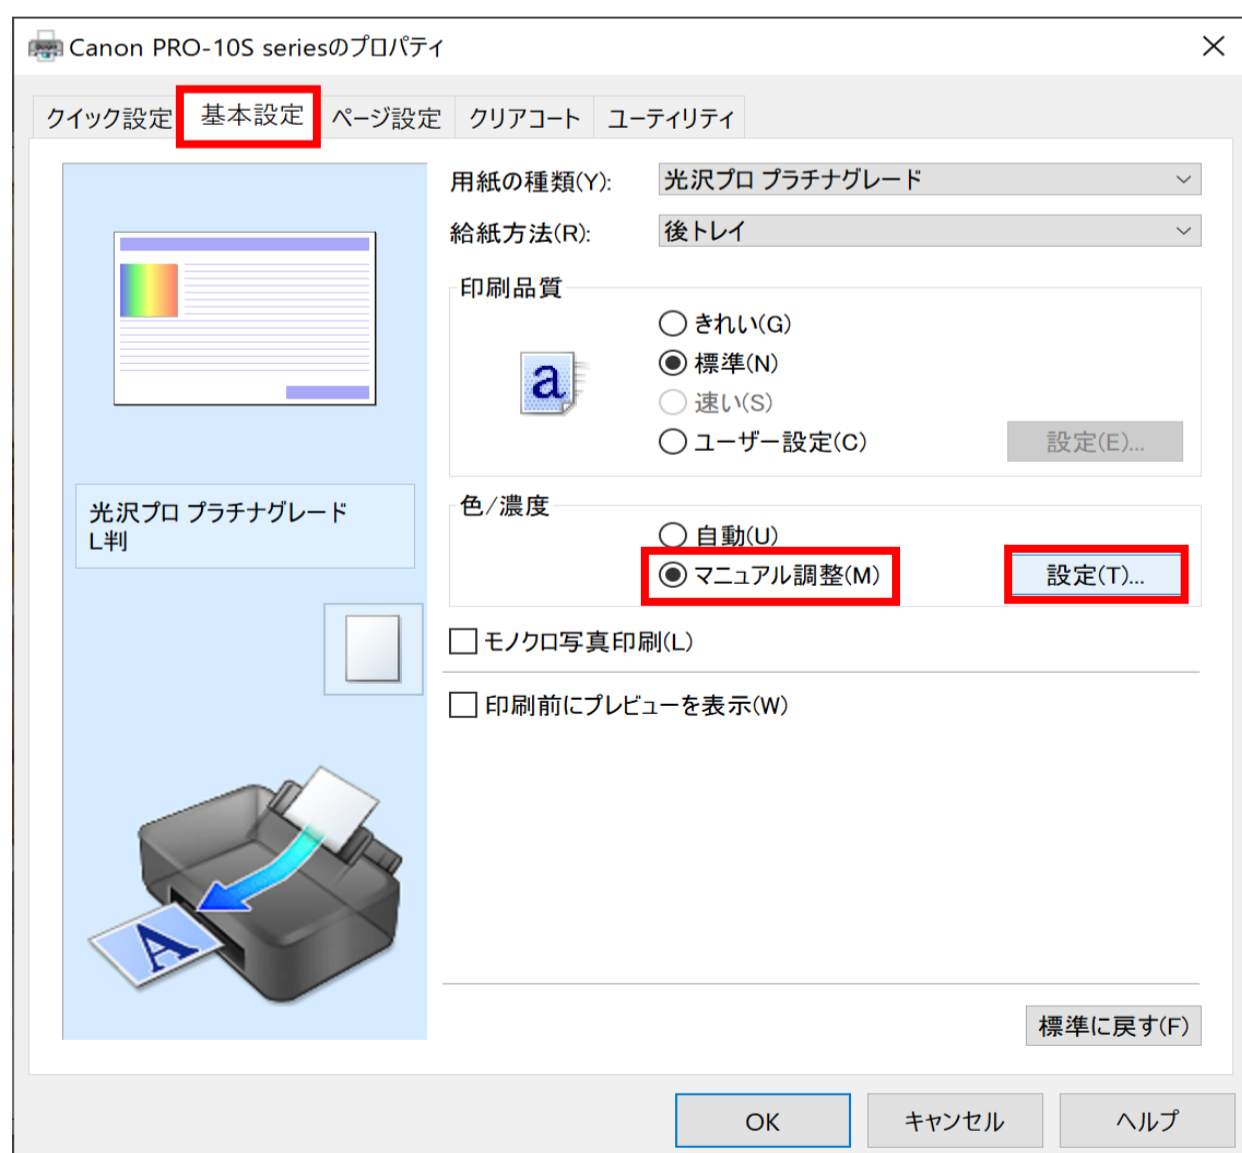 Canon PRO-10S seriesのプロパティ
クイック設定 基本設定 ページ設定 クリアコート ユーティリティ
用紙の種類(Y): 光沢プロ プラチナグレード
給紙方法(R): 後トレイ
印刷品質
きれい(G)
a 標準(N)
速い(S)
ユーザー設定(C) 設定(E)...
光沢プロ プラチナグレード
L判
色/濃度
自動(U)
マニュアル調整(M) 設定(T)...
モノクロ写真印刷(L)
印刷前にプレビューを表示(W)
A
標準に戻す(F)
OK キャンセル ヘルプ